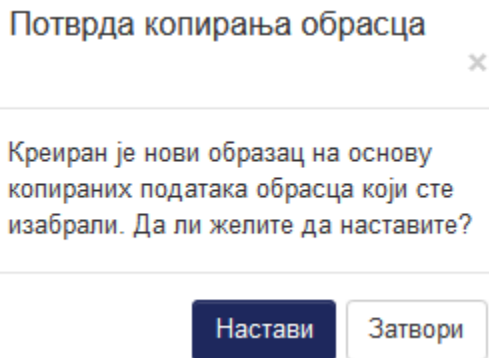 Потврда копирања обрасца
×
Креиран је нови образац на основу
копираних података обрасца који сте
изабрали. Да ли желите да наставите?
Настави Затвори